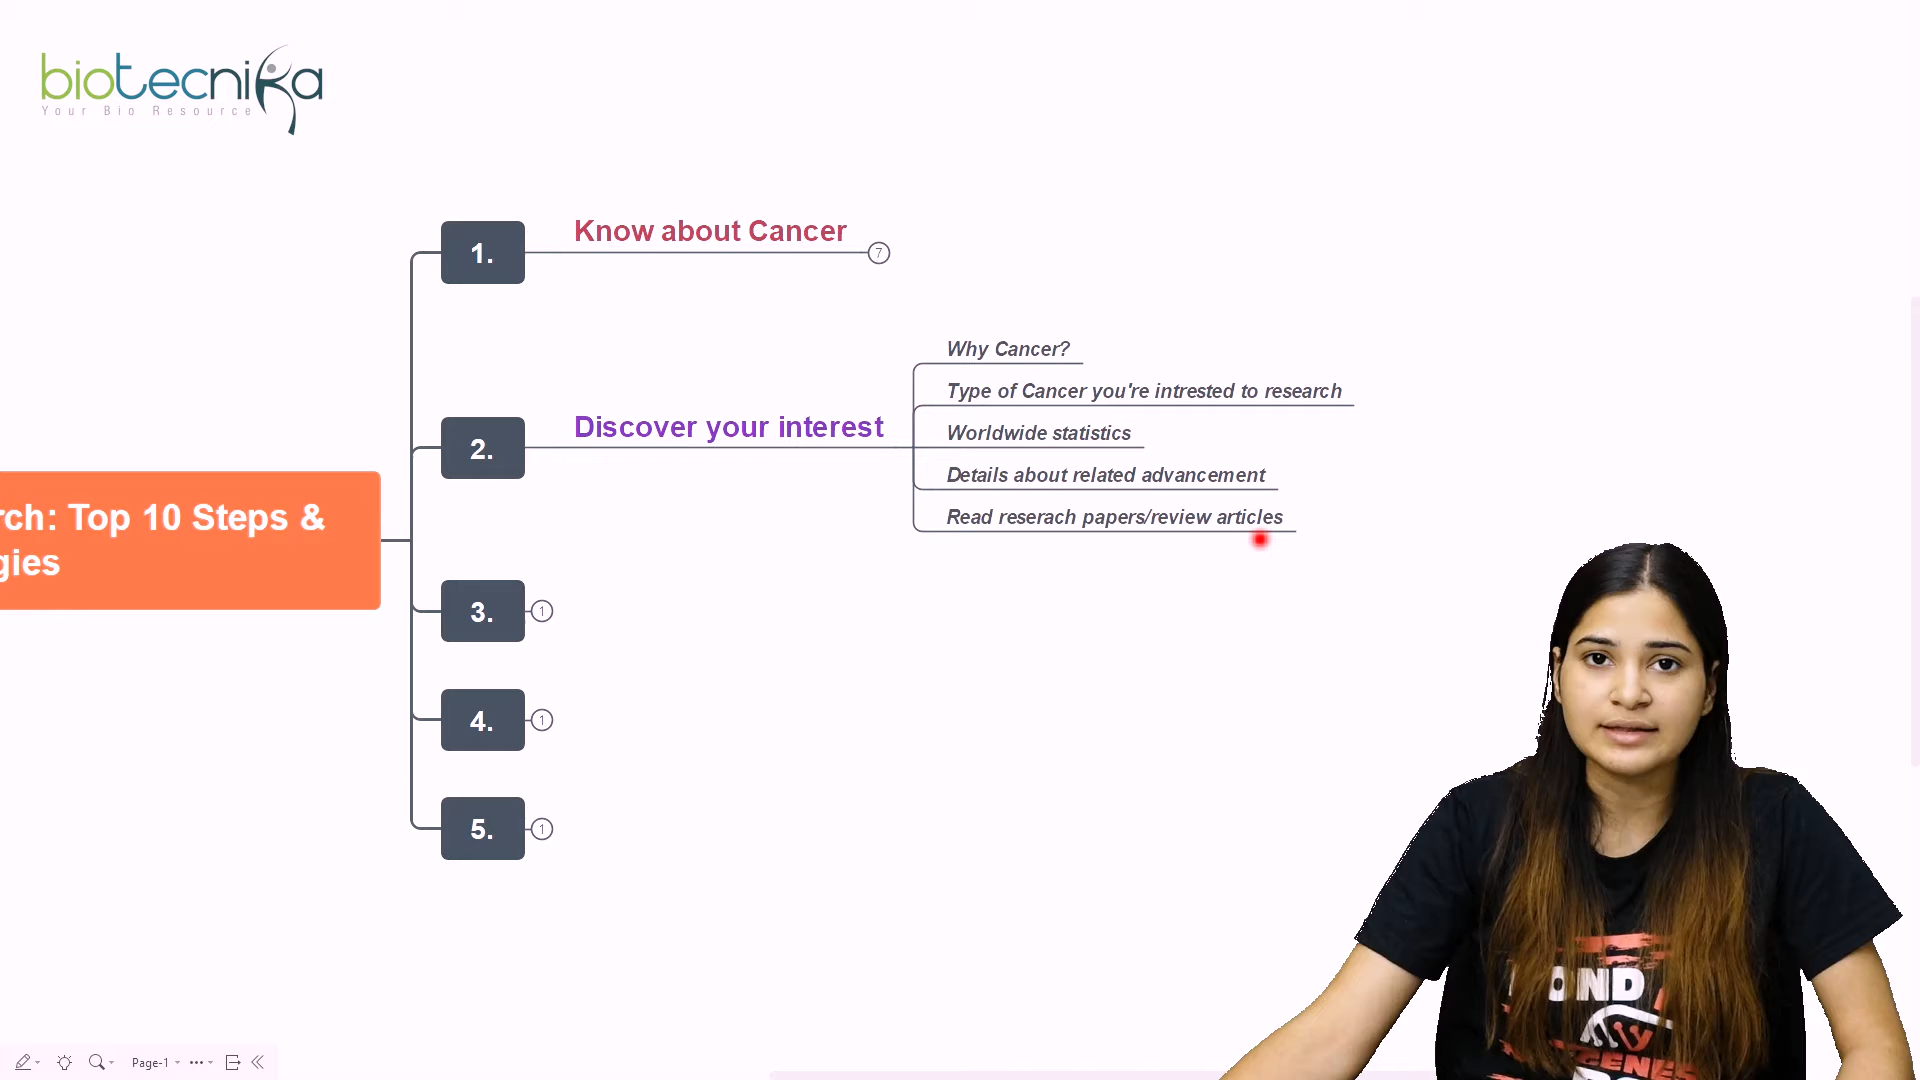 biotecnika
Your Bio Resource
1.
Know about Cancer
7
Why Cancer?
Type of Cancer you're intrested to research
2.
Discover your interest
Worldwide statistics
Details about related advancement
Read reserach papers/review articles
rch: Top 10 Steps &
gies
3.
1
4.
1
5.
1
OND
GENES
Page-1